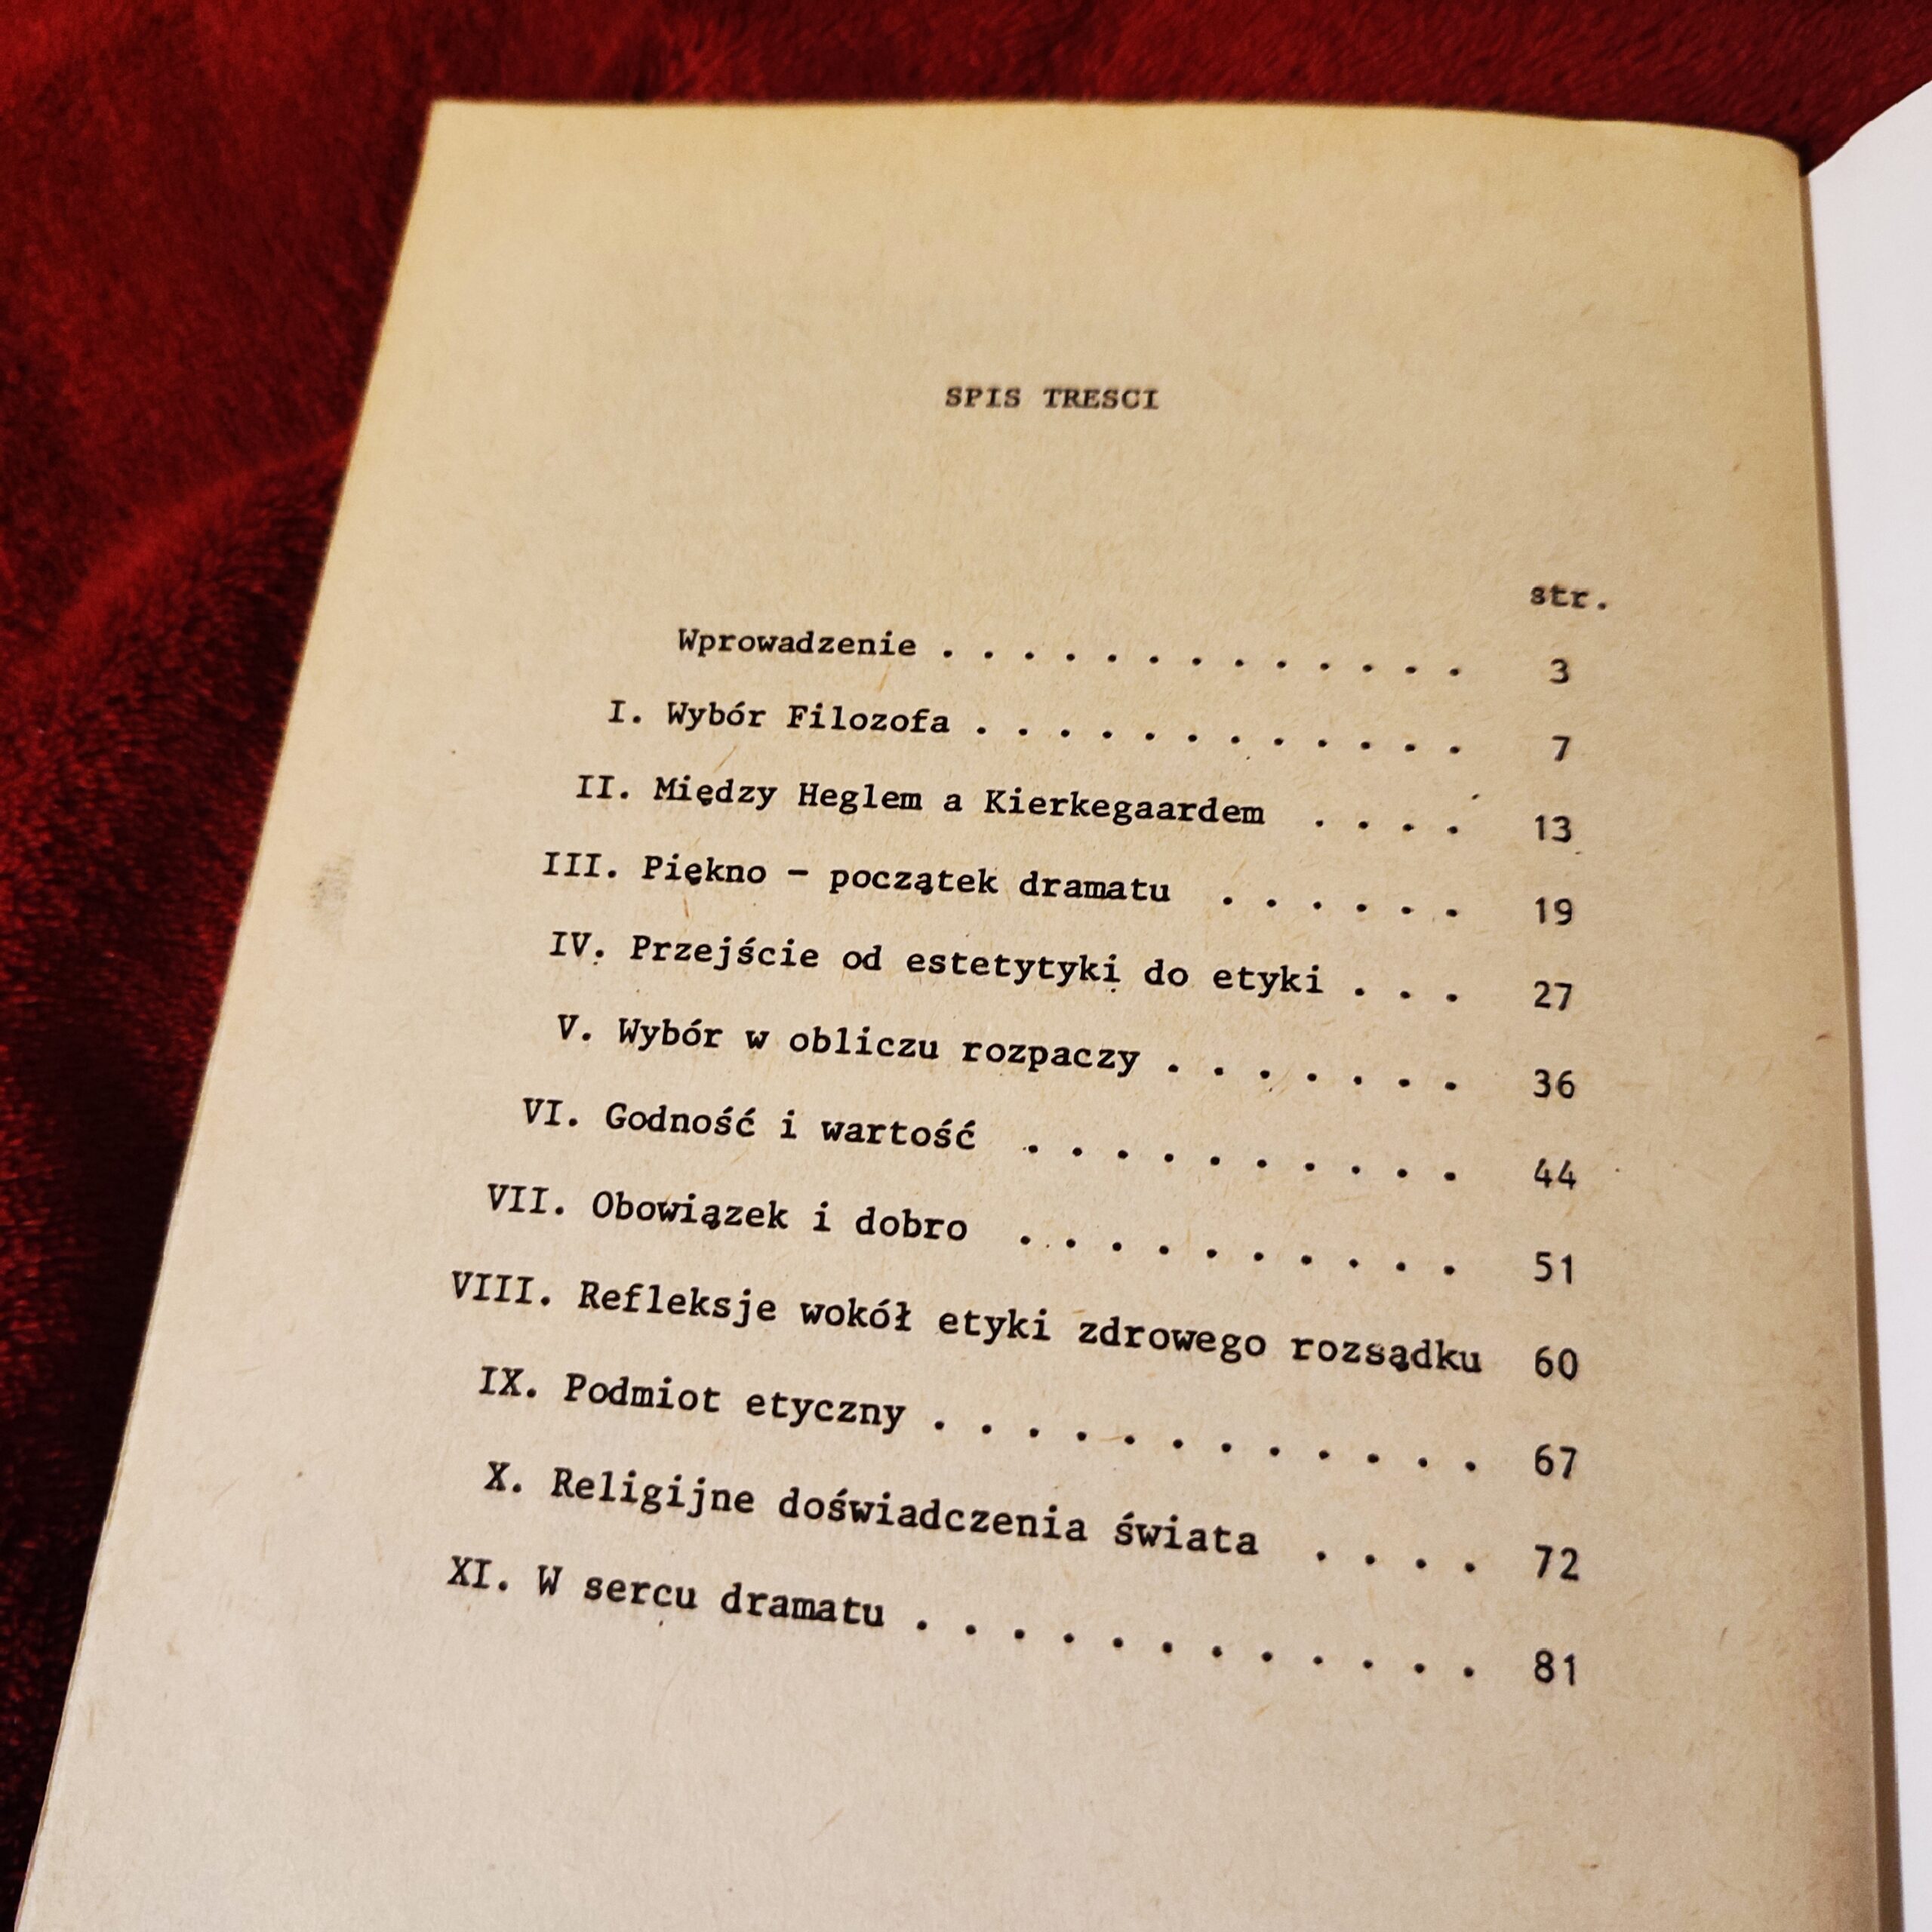 SPIS TRESCI
str.
Wprowadzenie . . . . . . . . . . . . . 3
I. Wybór Filozofa . . . . . . . . . . . . 7
II. Między Heglem a Kierkegaardem . . . . 13
III. Piękno - początek dramatu . . . . . . 19
IV. Przejście od estetytyki do etyki . . . 27
V. Wybór w obliczu rozpaczy . . . . . . . 36
VI. Godność i wartość . . . . . . . . . . 44
VII. Obowiązek i dobro . . . . . . . . . . 51
VIII. Refleksje wokół etyki zdrowego rozsądku 60
IX. Podmiot etyczny . . . . . . . . . . . . 67
X. Religijne doświadczenia świata . . . . 72
XI. W sercu dramatu . . . . . . . . . . . . 81